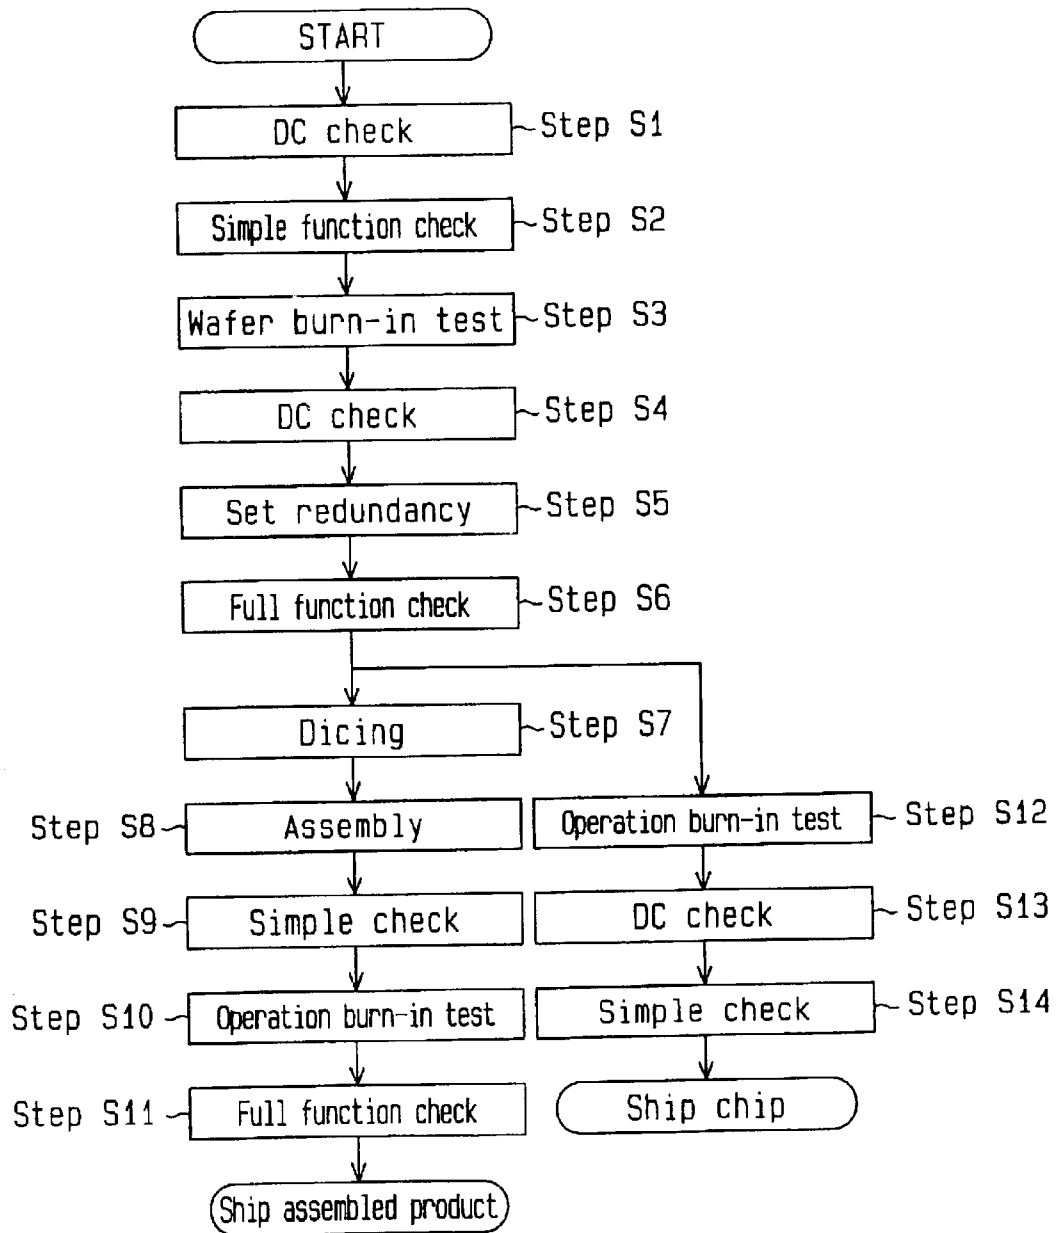 START
DC check
Step S1
Simple function check
Step S2
Wafer burn-in test
Step S3
DC check
Step S4
Set redundancy
Step S5
Full function check
Step S6
Dicing
Step S7
Step S8
Assembly
Operation burn-in test
Step S12
Step S9
Simple check
DC check
Step S13
Step S10
Operation burn-in test
Simple check
Step S14
Step S11
Full function check
Ship chip
Ship assembled product